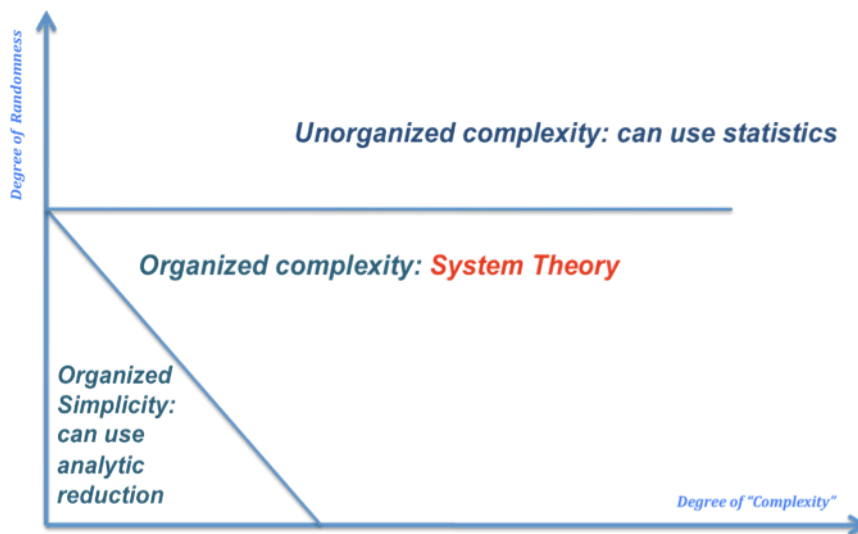 Degree of Randomness
Unorganized complexity: can use statistics
Organized complexity: System Theory
Organized
Simplicity:
can use
analytic
reduction
Degree of "Complexity"